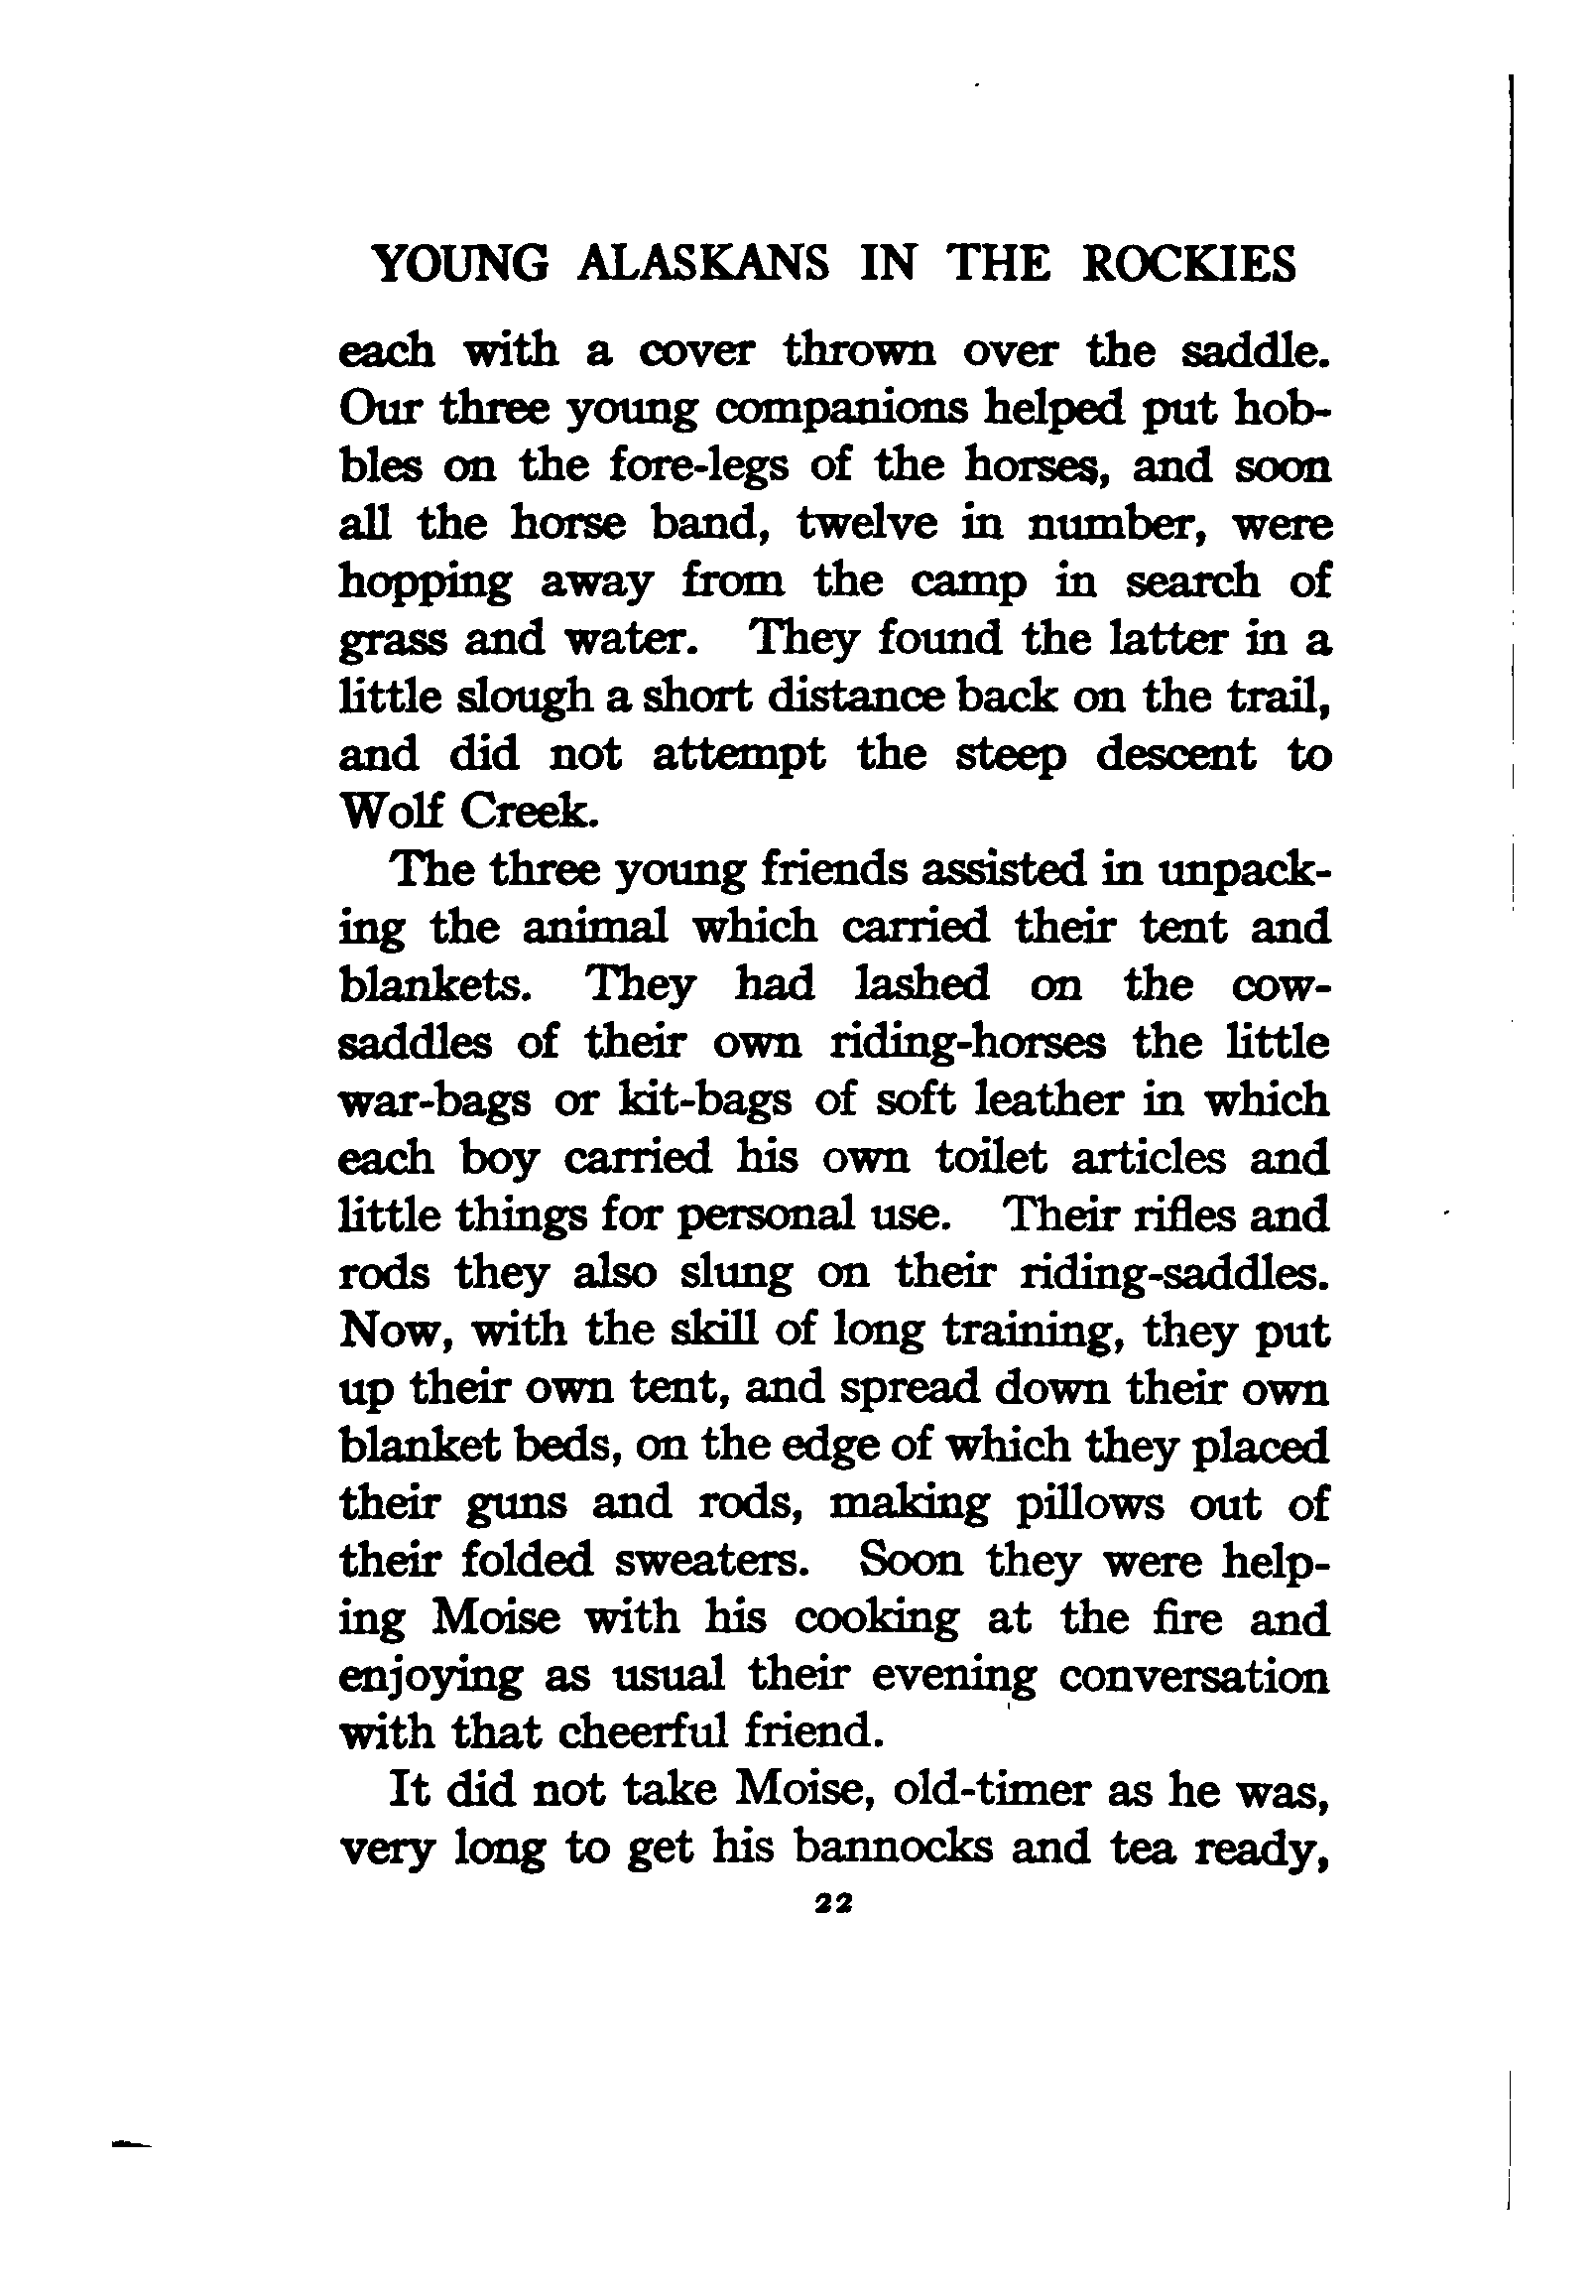 YOUNG ALASKANS IN THE ROCKIES
each with a cover thrown over the saddle.
Our three young companions helped put hob-
bles on the fore-legs of the horses, and soon
all the horse band, twelve in number, were
hopping away from the camp in search of
grass and water. They found the latter in a
little slough a short distance back on the trail,
and did not attempt the steep descent to
Wolf Creek.
The three young friends assisted in unpack-
ing the animal which carried their tent and
blankets. They had lashed on the cow-
saddles of their own riding-horses the little
war-bags or kit-bags of soft leather in which
each boy carried his own toilet articles and
little things for personal use. Their rifles and
rods they also slung on their riding-saddles.
Now, with the skill of long training, they put
up their own tent, and spread down their own
blanket beds, on the edge of which they placed
their guns and rods, making pillows out of
their folded sweaters. Soon they were help-
ing Moise with his cooking at the fire and
enjoying as usual their evening conversation
with that cheerful friend.
It did not take Moise, old-timer as he was,
very long to get his bannocks and tea ready,
22